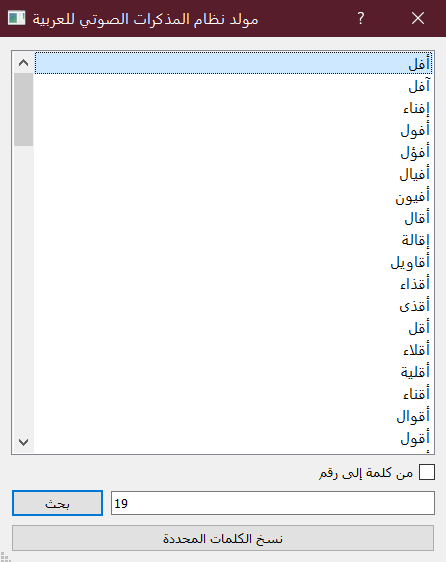 مولد نظام المذكرات الصوتي للعربية
أفل
آفل
إفناء
أفول
أفؤل
أفيال
أفيون
أقال
إقالة
أقاويل
أقذاء
أقذى
أقل
أقلاء
أقلية
أقناء
أقوال
أقول
من كلمة إلى رقم
بحث
19
نسخ الكلمات المحددة